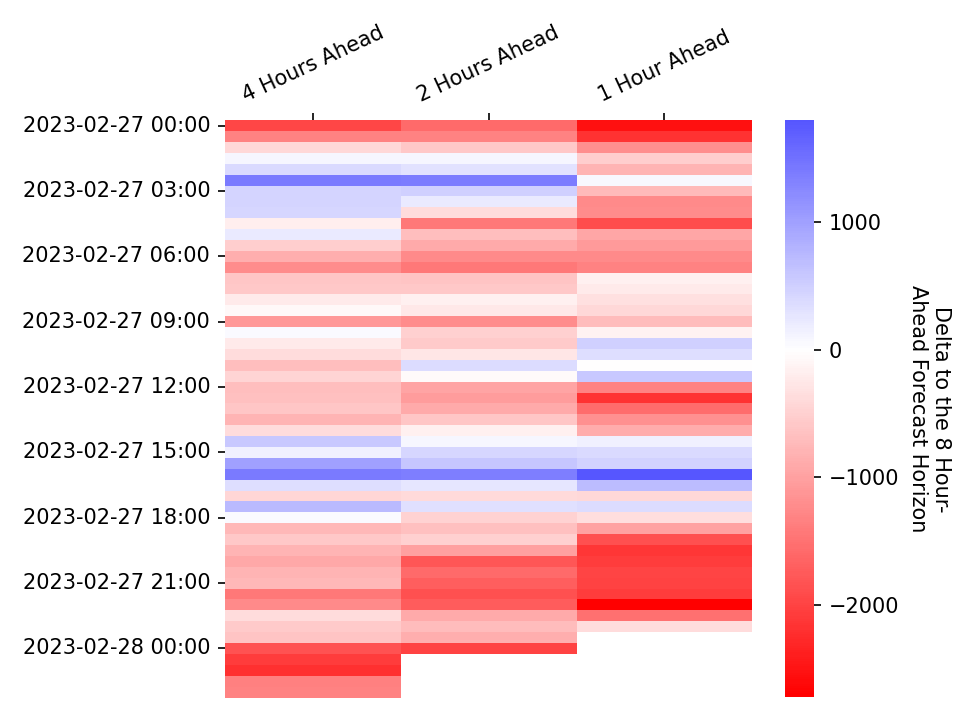 4 Hours Ahead
2 Hours Ahead
1 Hour Ahead
2023-02-27 00:00
2023-02-27 03:00
2023-02-27 06:00
2023-02-27 09:00
2023-02-27 12:00
2023-02-27 15:00
2023-02-27 18:00
2023-02-27 21:00
2023-02-28 00:00
1000
0
−1000
−2000
Delta to the 8 Hour-
Ahead Forecast Horizon